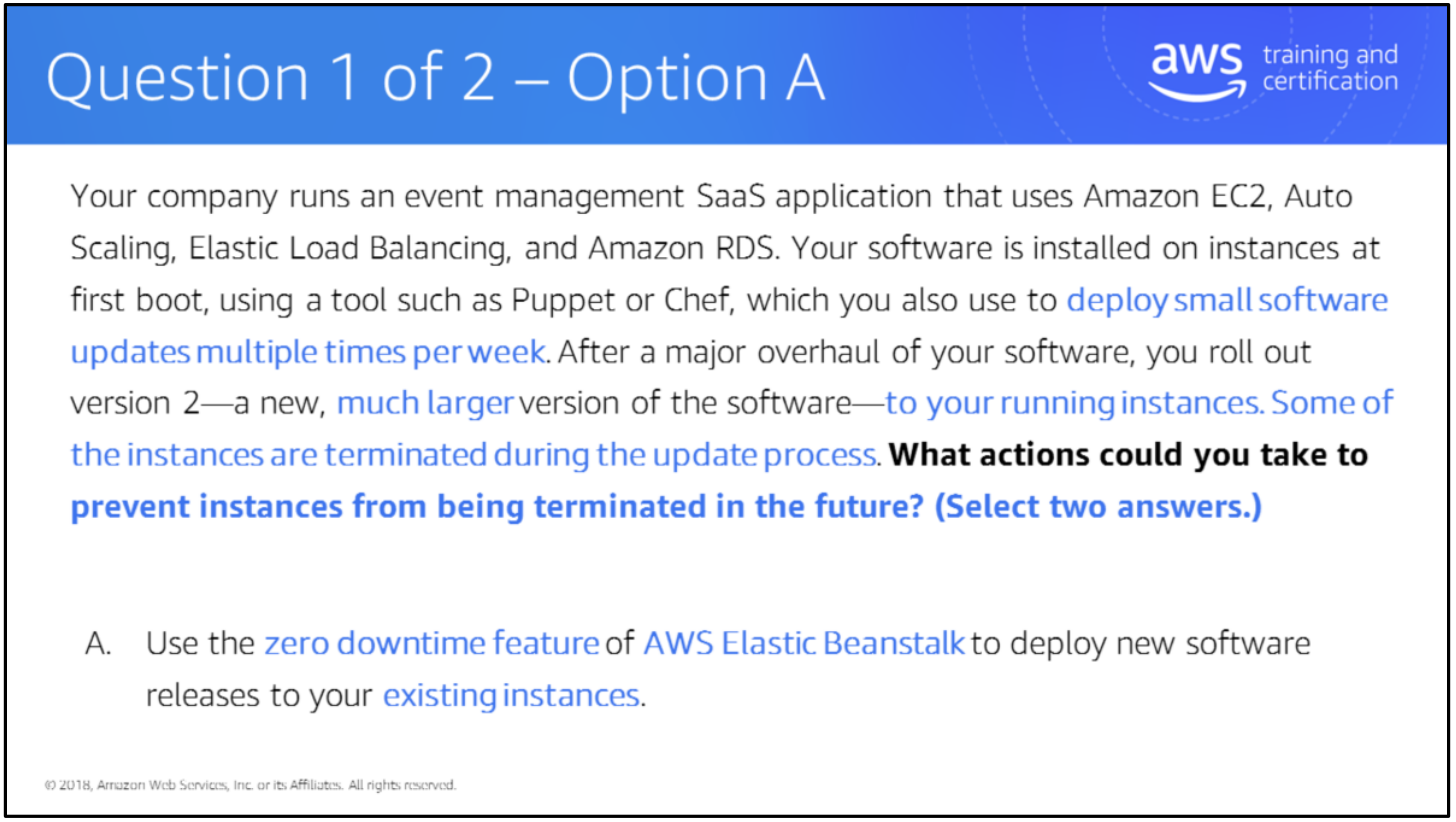 Question 1 of 2 – Option A
aws training and
certification
Your company runs an event management SaaS application that uses Amazon EC2, Auto
Scaling, Elastic Load Balancing, and Amazon RDS. Your software is installed on instances at
first boot, using a tool such as Puppet or Chef, which you also use to deploy small software
updates multiple times per week. After a major overhaul of your software, you roll out
version 2—a new, much larger version of the software—to your running instances. Some of
the instances are terminated during the update process. What actions could you take to
prevent instances from being terminated in the future? (Select two answers.)
A. Use the zero downtime feature of AWS Elastic Beanstalk to deploy new software
releases to your existing instances.
© 2018, Amazon Web Services, Inc. or its Affiliates. All rights reserved.